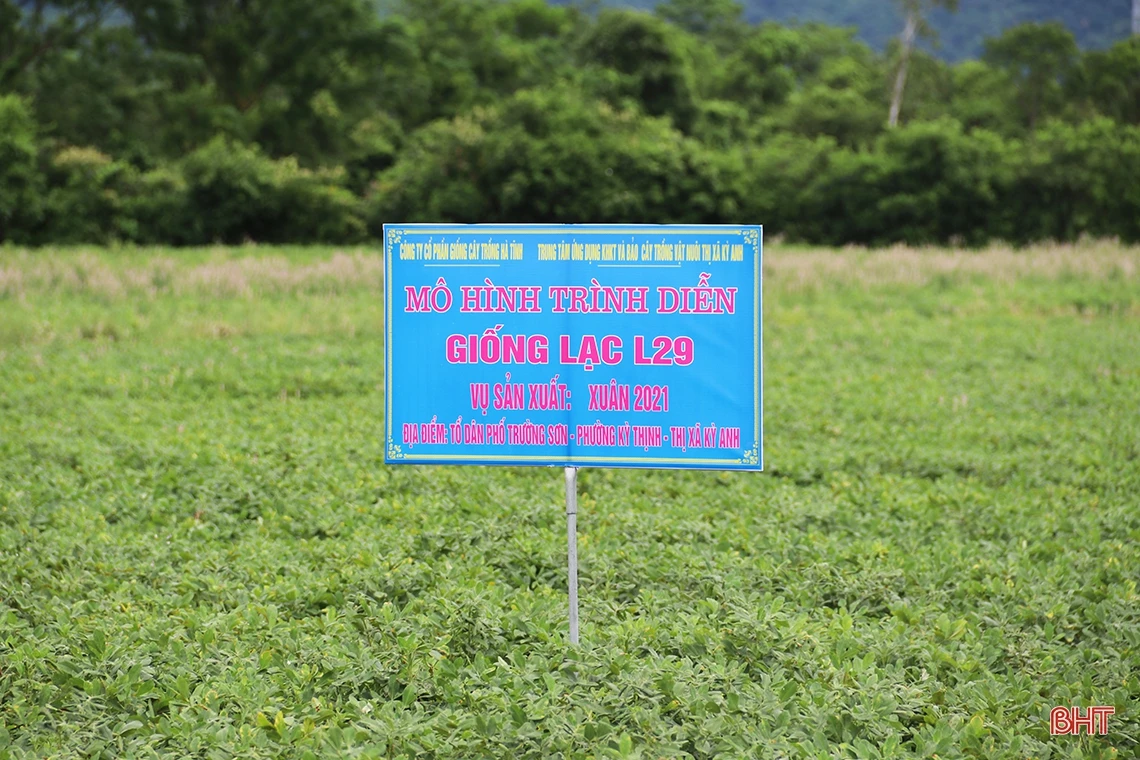 CÔNG TY CỔ PHẦN GIỐNG CÂY TRỒNG HÀ TĨNH TRUNG TÂM ỨNG DỤNG KHKT VÀ BẢO CÂY TRỒNG VẬT NUÔI THỊ XÃ KỲ ANH
MÔ HÌNH TRÌNH DIỄN
GIỐNG LẠC L29
VỤ SẢN XUẤT: XUÂN 2021
ĐỊA ĐIỂM: TỔ DÂN PHỐ TRƯỜNG SƠN - PHƯỜNG KỲ THỊNH - THỊ XÃ KỲ ANH
BHT